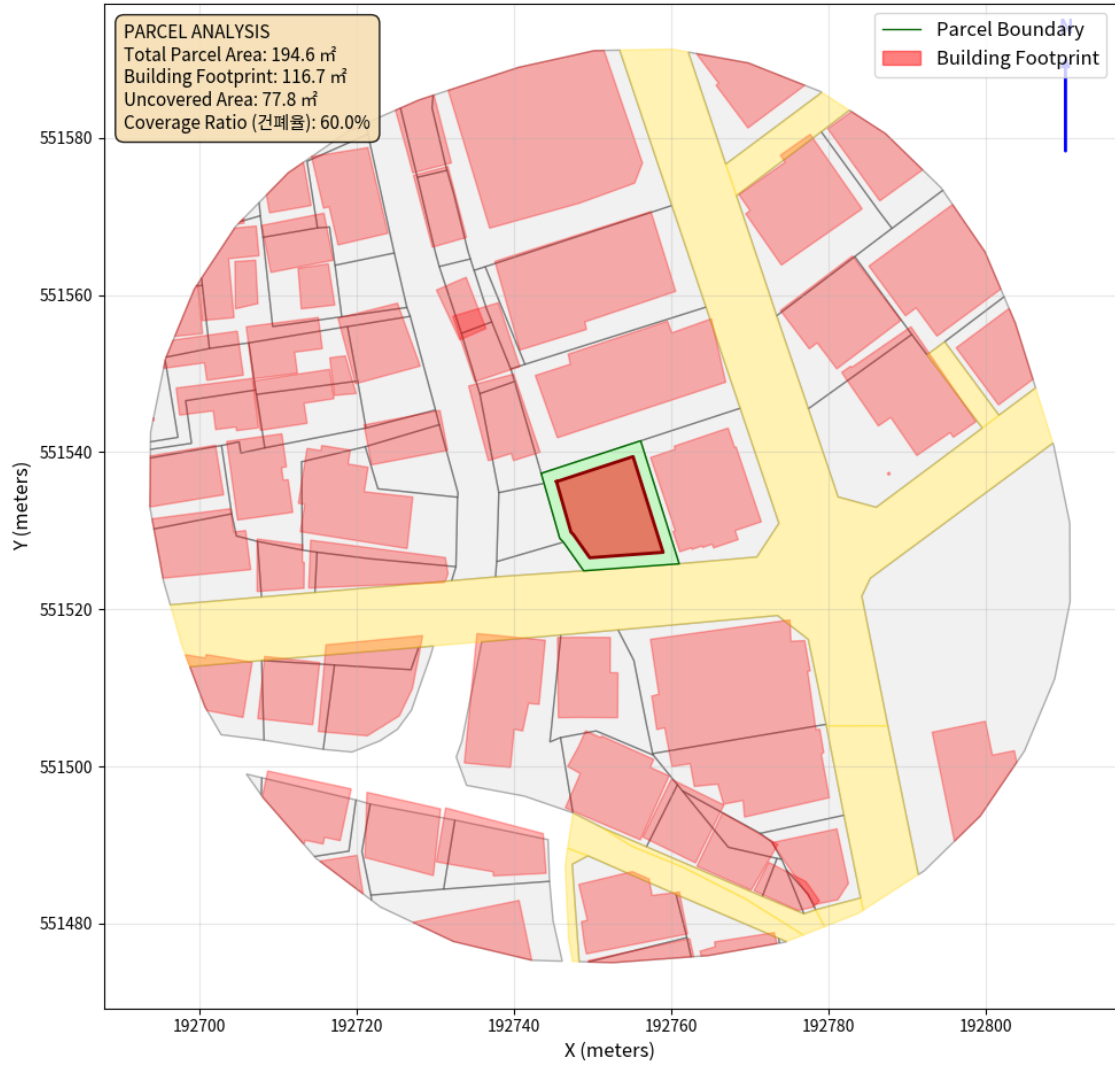 PARCEL ANALYSIS
Total Parcel Area: 194.6 ㎡
Building Footprint: 116.7 ㎡
Uncovered Area: 77.8 ㎡
Coverage Ratio (건폐율): 60.0%
Parcel Boundary
Building Footprint
N
551580
551560
551540
551520
551500
551480
Y (meters)
192700
192720
192740
192760
192780
192800
X (meters)